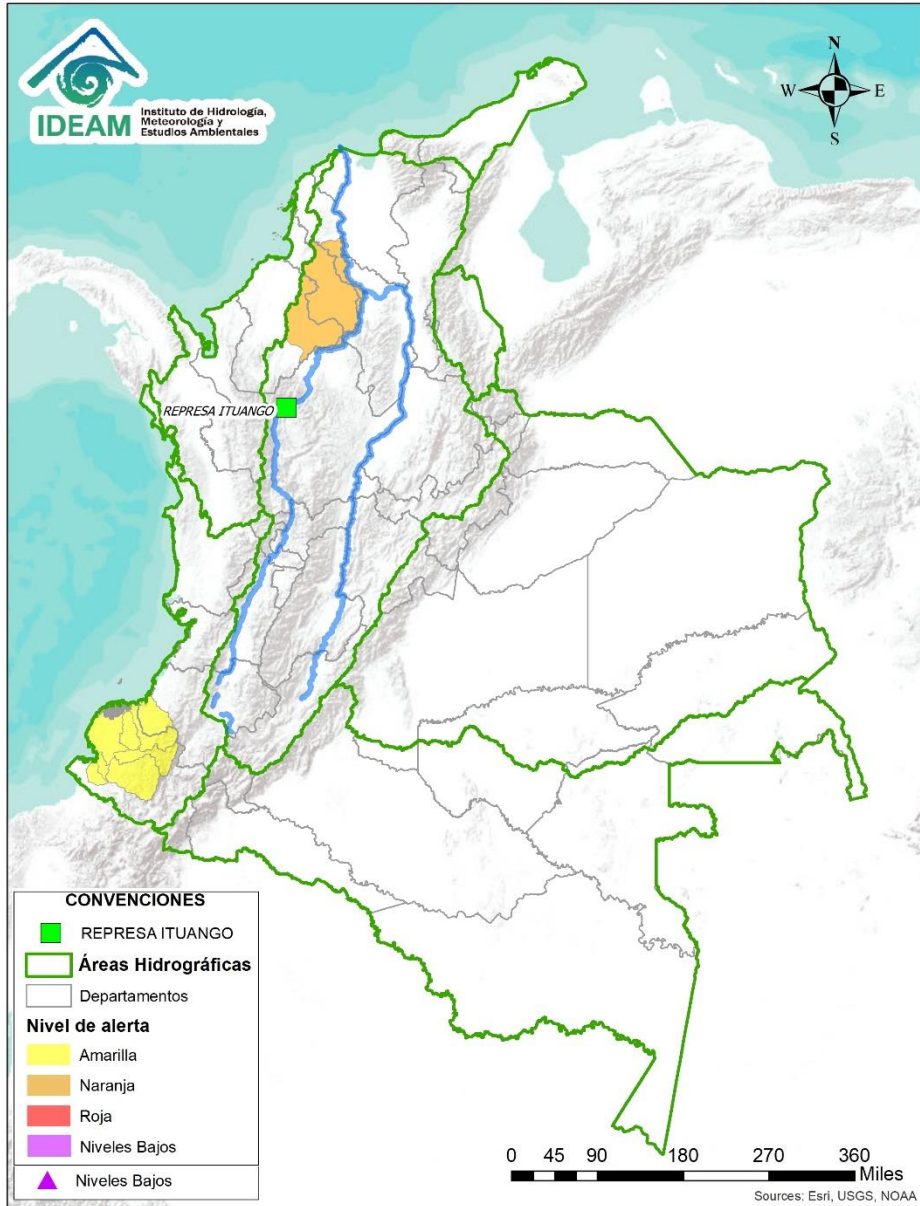 IDEAM
Instituto de Hidrología,
Meteorología y
Estudios Ambientales
N
W
E
S
REPRESA ITUANGO
CONVENCIONES
REPRESA ITUANGO
Áreas Hidrográficas
Departamentos
Nivel de alerta
Amarilla
Naranja
Roja
Niveles Bajos
Niveles Bajos
0 45 90 180 270 360
Miles
Sources: Esri, USGS, NOAA